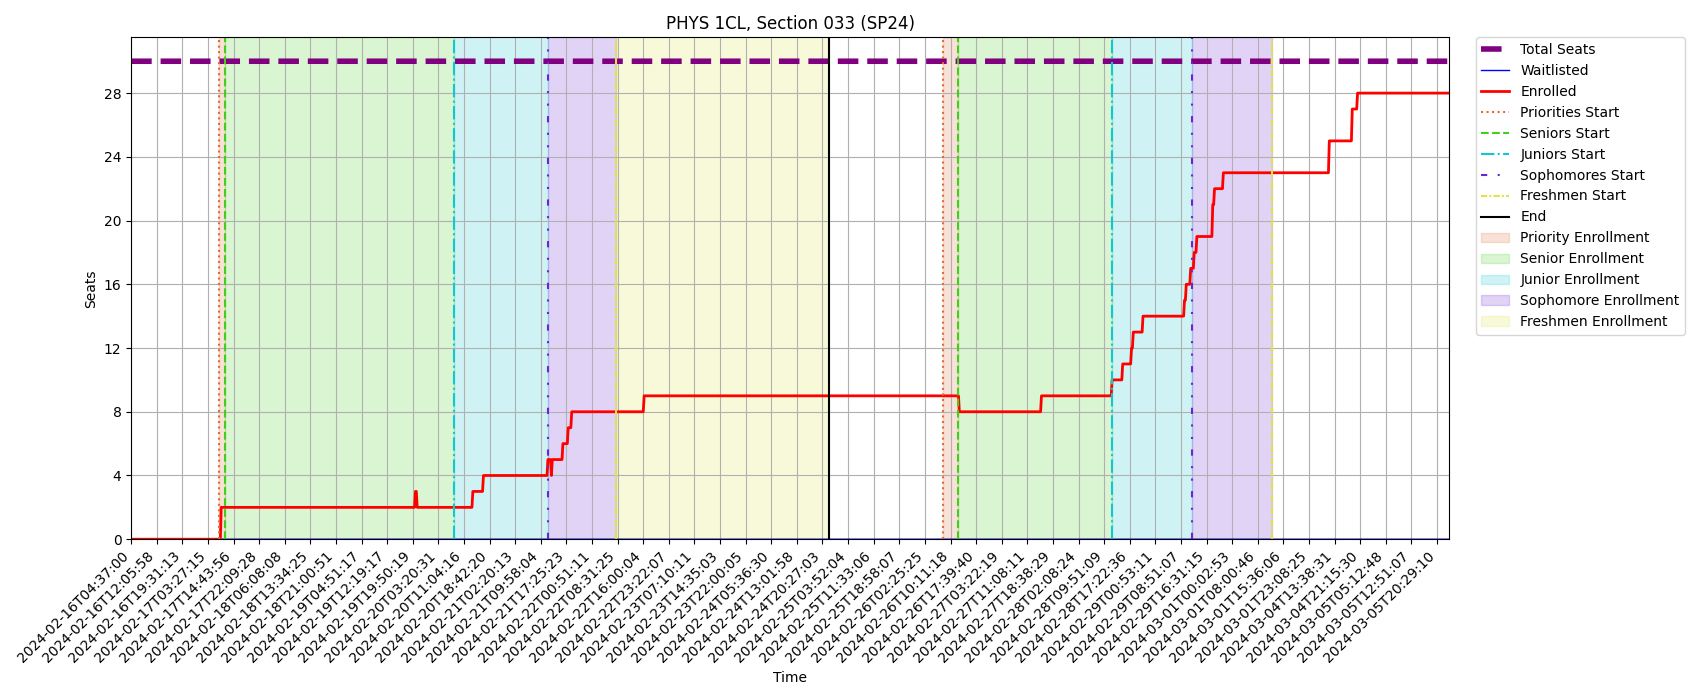 PHYS 1CL, Section 033 (SP24)
Total Seats
Waitlisted
Enrolled
Priorities Start
Seniors Start
Juniors Start
Sophomores Start
Freshmen Start
End
Priority Enrollment
Senior Enrollment
Junior Enrollment
Sophomore Enrollment
Freshmen Enrollment
Seats
28
24
20
16
12
8
4
0
2024-02-16T04:37:00
2024-02-16T12:05:58
2024-02-16T19:31:13
2024-02-17T03:27:15
2024-02-17T14:43:56
2024-02-17T22:09:28
2024-02-18T06:08:08
2024-02-18T13:34:25
2024-02-18T21:00:51
2024-02-19T04:51:17
2024-02-19T12:19:17
2024-02-19T19:50:19
2024-02-20T03:20:31
2024-02-20T11:04:16
2024-02-20T18:42:20
2024-02-21T02:20:13
2024-02-21T09:58:04
2024-02-21T17:25:23
2024-02-22T00:51:11
2024-02-22T08:31:25
2024-02-22T16:00:04
2024-02-22T23:22:07
2024-02-23T07:10:11
2024-02-23T14:35:03
2024-02-23T22:00:05
2024-02-24T05:36:30
2024-02-24T13:01:58
2024-02-24T20:27:03
2024-02-25T03:52:04
2024-02-25T11:33:06
2024-02-25T18:58:07
2024-02-26T02:25:25
2024-02-26T10:11:18
2024-02-26T17:39:40
2024-02-27T03:22:19
2024-02-27T11:08:11
2024-02-27T18:38:29
2024-02-28T02:08:24
2024-02-28T09:51:09
2024-02-28T17:22:36
2024-02-29T00:53:11
2024-02-29T08:51:07
2024-02-29T16:31:15
2024-03-01T00:02:53
2024-03-01T08:00:46
2024-03-01T15:36:06
2024-03-01T23:08:25
2024-03-04T13:38:31
2024-03-04T21:15:30
2024-03-05T05:12:48
2024-03-05T12:51:07
2024-03-05T20:29:10
Time